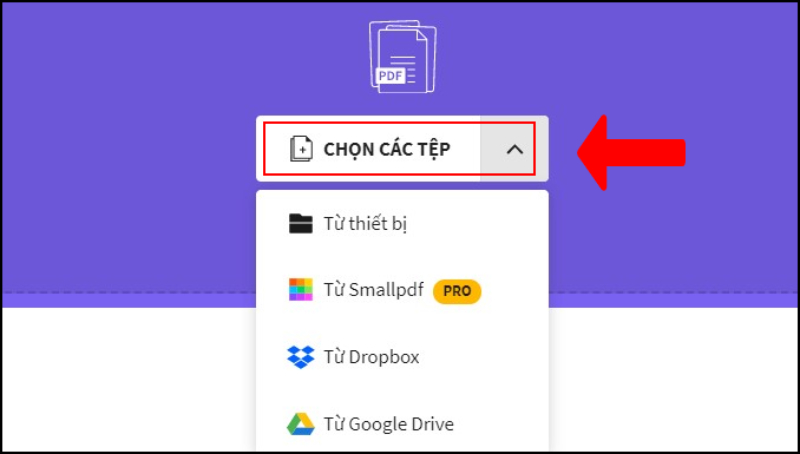 PDF
CHỌN CÁC TỆP
Từ thiết bị
Từ Smallpdf PRO
Từ Dropbox
Từ Google Drive